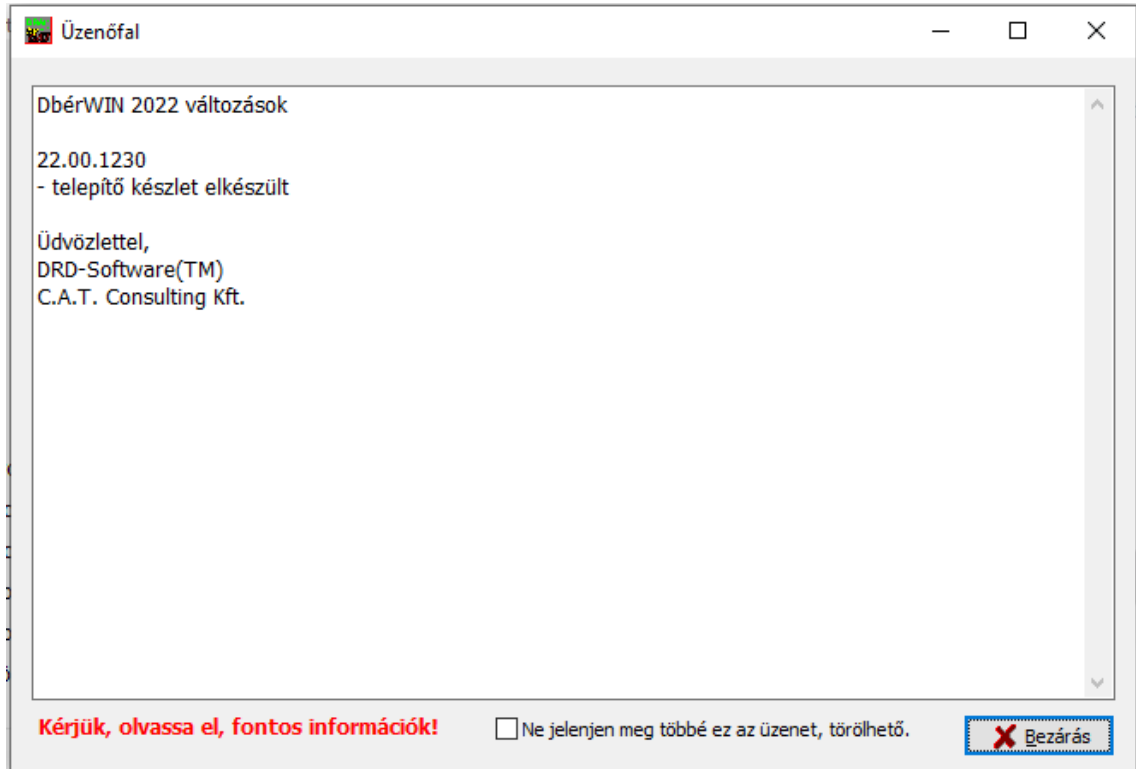 Üzenőfal
DbérWIN 2022 változások
22.00.1230
- telepítő készlet elkészült
Üdvözlettel,
DRD-Software(TM)
C.A.T. Consulting Kft.
Kérjük, olvassa el, fontos információk!
Ne jelenjen meg többé ez az üzenet, törölhető.
Bezárás